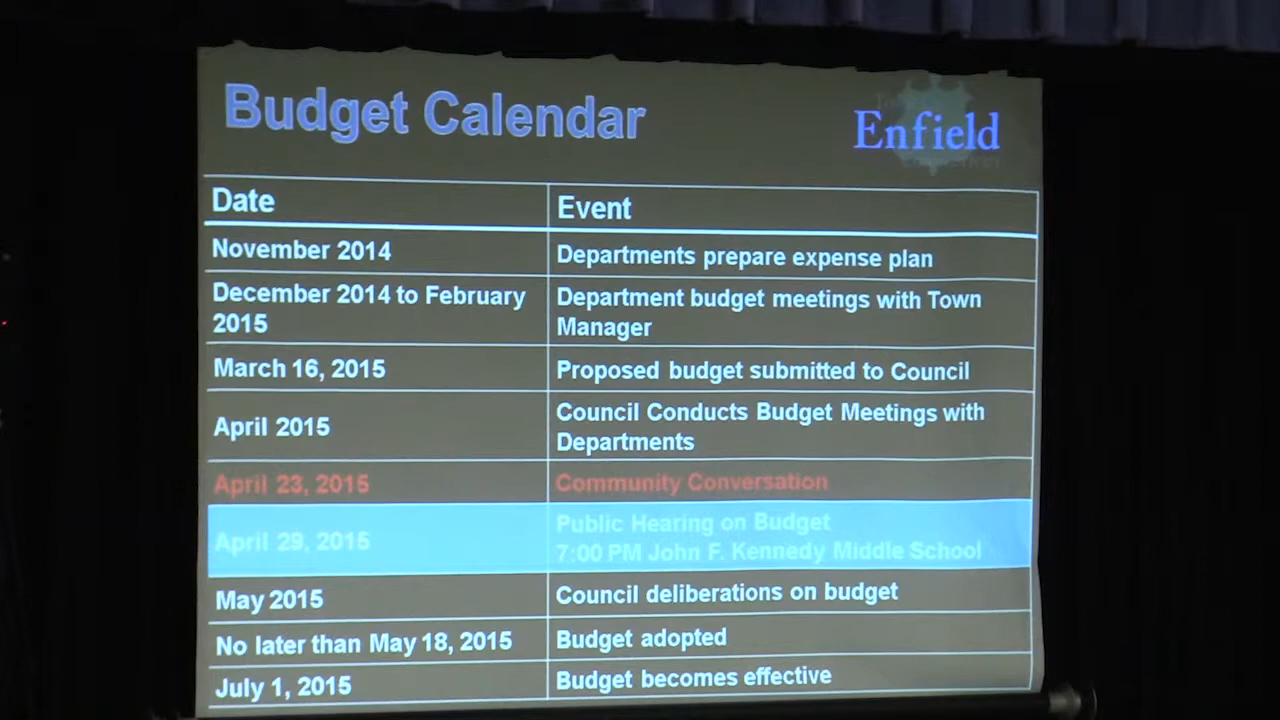 Budget Calendar
Enfield
Date
Event
November 2014
Departments prepare expense plan
December 2014 to February
2015
Department budget meetings with Town
Manager
March 16, 2015
Proposed budget submitted to Council
April 2015
Council Conducts Budget Meetings with
Departments
April 23, 2015
Community Conversation
April 29, 2015
Public Hearing on Budget
7:00 PM John F. Kennedy Middle School
May 2015
Council deliberations on budget
No later than May 18, 2015
Budget adopted
July 1, 2015
Budget becomes effective